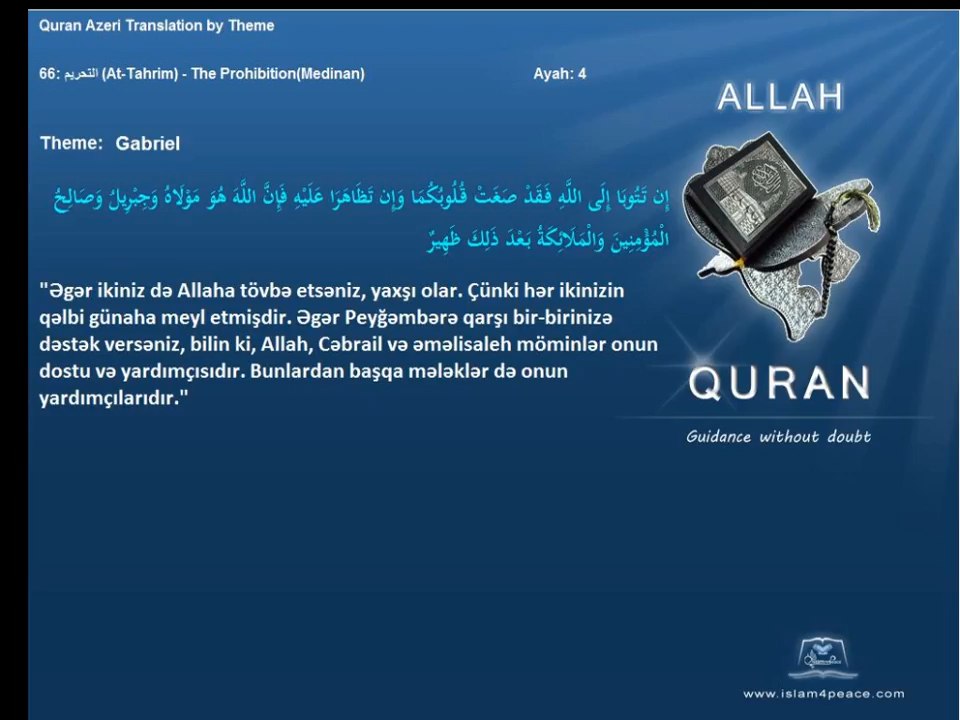 Quran Azeri Translation by Theme
66: التحريم (At-Tahrim) - The Prohibition(Medinan) Ayah: 4
ALLAH
Theme: Gabriel
إِن تَتُوبَا إِلَى اللَّهِ فَقَدْ صَغَتْ قُلُوبُكُمَا وَإِن تَظَاهَرَا عَلَيْهِ فَإِنَّ اللَّهَ هُوَ مَوْلَاهُ وَجِبْرِيلُ وَصَالِحُ
الْمُؤْمِنِينَ وَالْمَلَائِكَةُ بَعْدَ ذَلِكَ ظَهِيرٌ
"Əgər ikiniz də Allaha tövbə etsəniz, yaxşı olar. Çünki hər ikinizin
qəlbi günaha meyl etmişdir. Əgər Peyğəmbərə qarşı bir-birinizə
dəstək versəniz, bilin ki, Allah, Cəbrail və əməlisaleh möminlər onun
dostu və yardımçısıdır. Bunlardan başqa mələklər də onun
yardımçılarıdır."
QURAN
Guidance without doubt
www.islam4peace.com